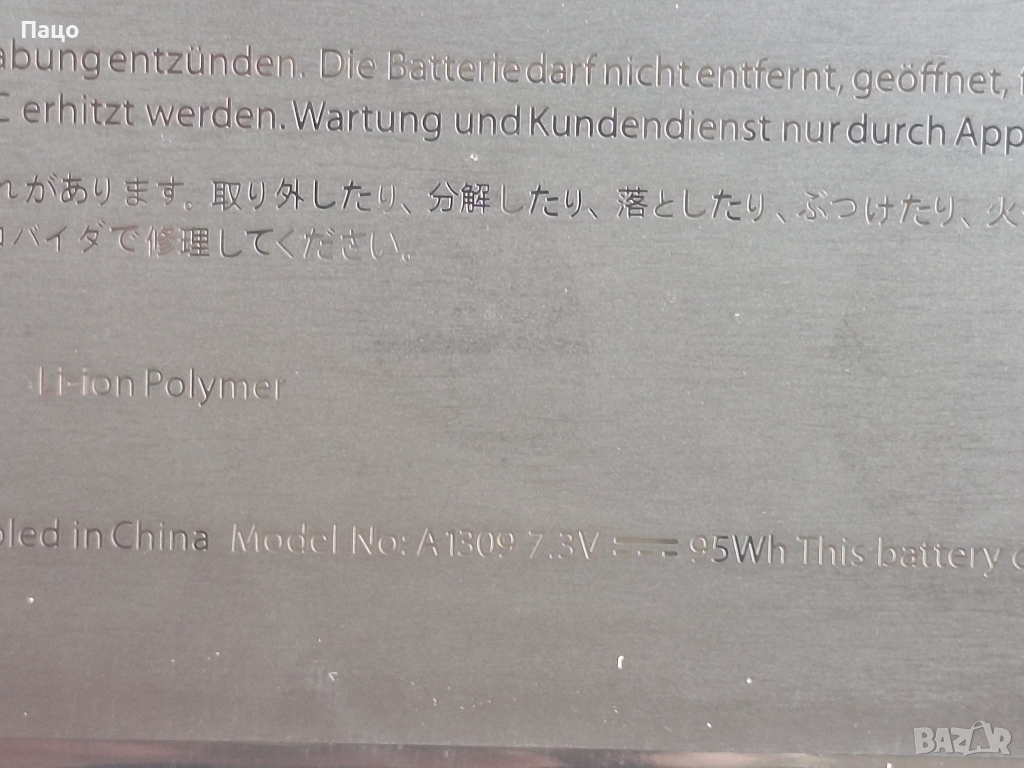 Пацо
abung entzünden. Die Batterie darf nicht entfernt, geöffnet,
C erhitzt werden. Wartung und Kundendienst nur durch App
れがあります。取り外したり、分解したり、落としたり、ぶつけたり、火
ロバイダで修理してください。
Li-ion Polymer
bled in China Model No: A1309 7.3V 95Wh This battery
BAZAR